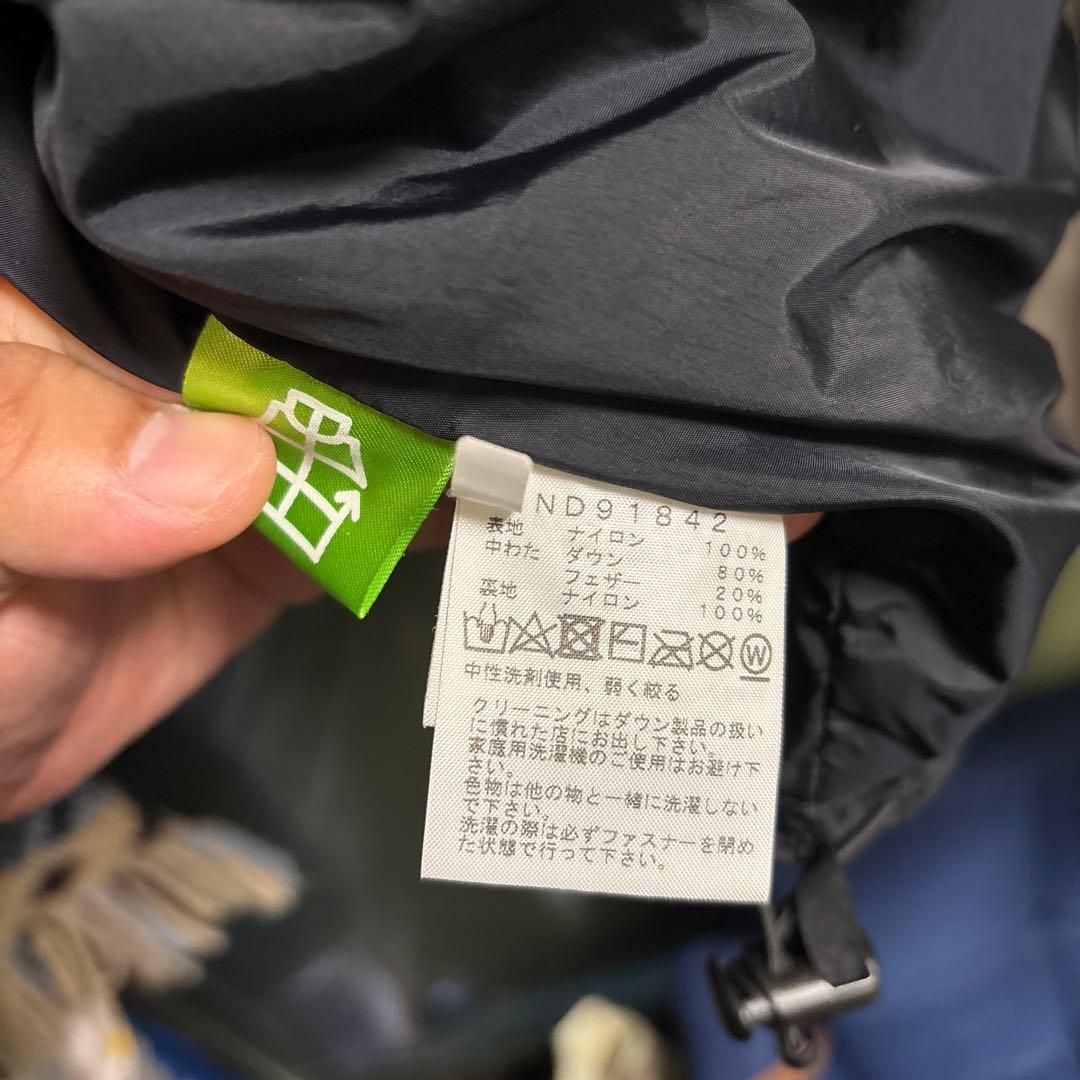 ND91842
表地 ナイロン 100%
中わた ダウン 80%
フェザー 20%
裏地 ナイロン 100%
W
中性洗剤使用、弱く絞る
クリーニングはダウン製品の扱い
に慣れた店にお出し下さい。
家庭用洗濯機のご使用はお避け下
さい。
色物は他の物と一緒に洗濯しない
で下さい。
洗濯の際は必ずファスナーを閉め
た状態で行って下さい。